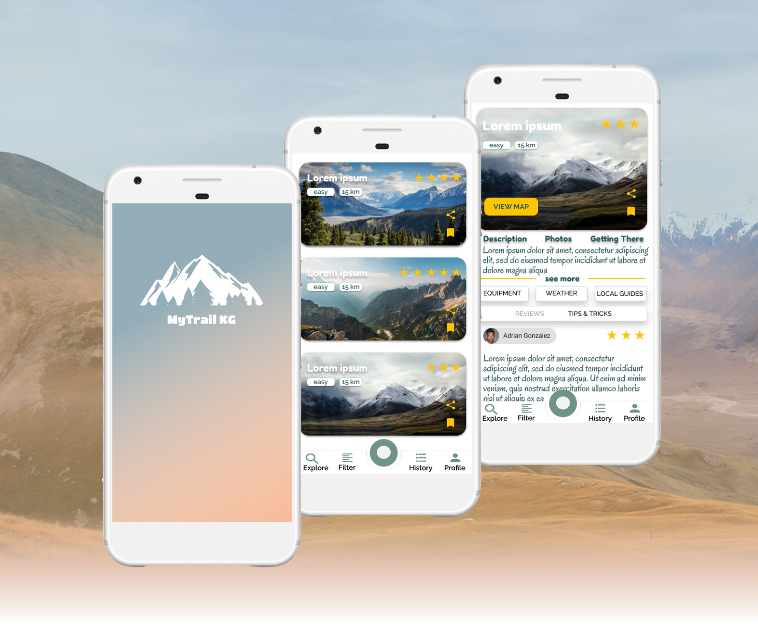 MyTrail KG
Lorem ipsum
easy 15 km
Lorem ipsum
easy 15 km
Lorem ipsum
easy 15 km
Explore Filter History Profile
Lorem ipsum
easy 15 km
VIEW MAP
Description Photos Getting There
Lorem ipsum dolor sit amet, consectetur adipiscing
elit, sed do eiusmod tempor incididunt ut labore et
dolore magna aliqua
see more
EQUIPMENT WEATHER LOCAL GUIDES
REVIEWS TIPS & TRICKS
Adrian Gonzalez
Lorem ipsum dolor sit amet, consectetur
adipiscing elit, sed do eiusmod tempor incididunt
ut labore et dolore magna aliqua. Ut enim ad minim
veniam, quis nostrud exercitation ullamco laboris
nisi ut aliquip ex ea
Explore Filter History Profile